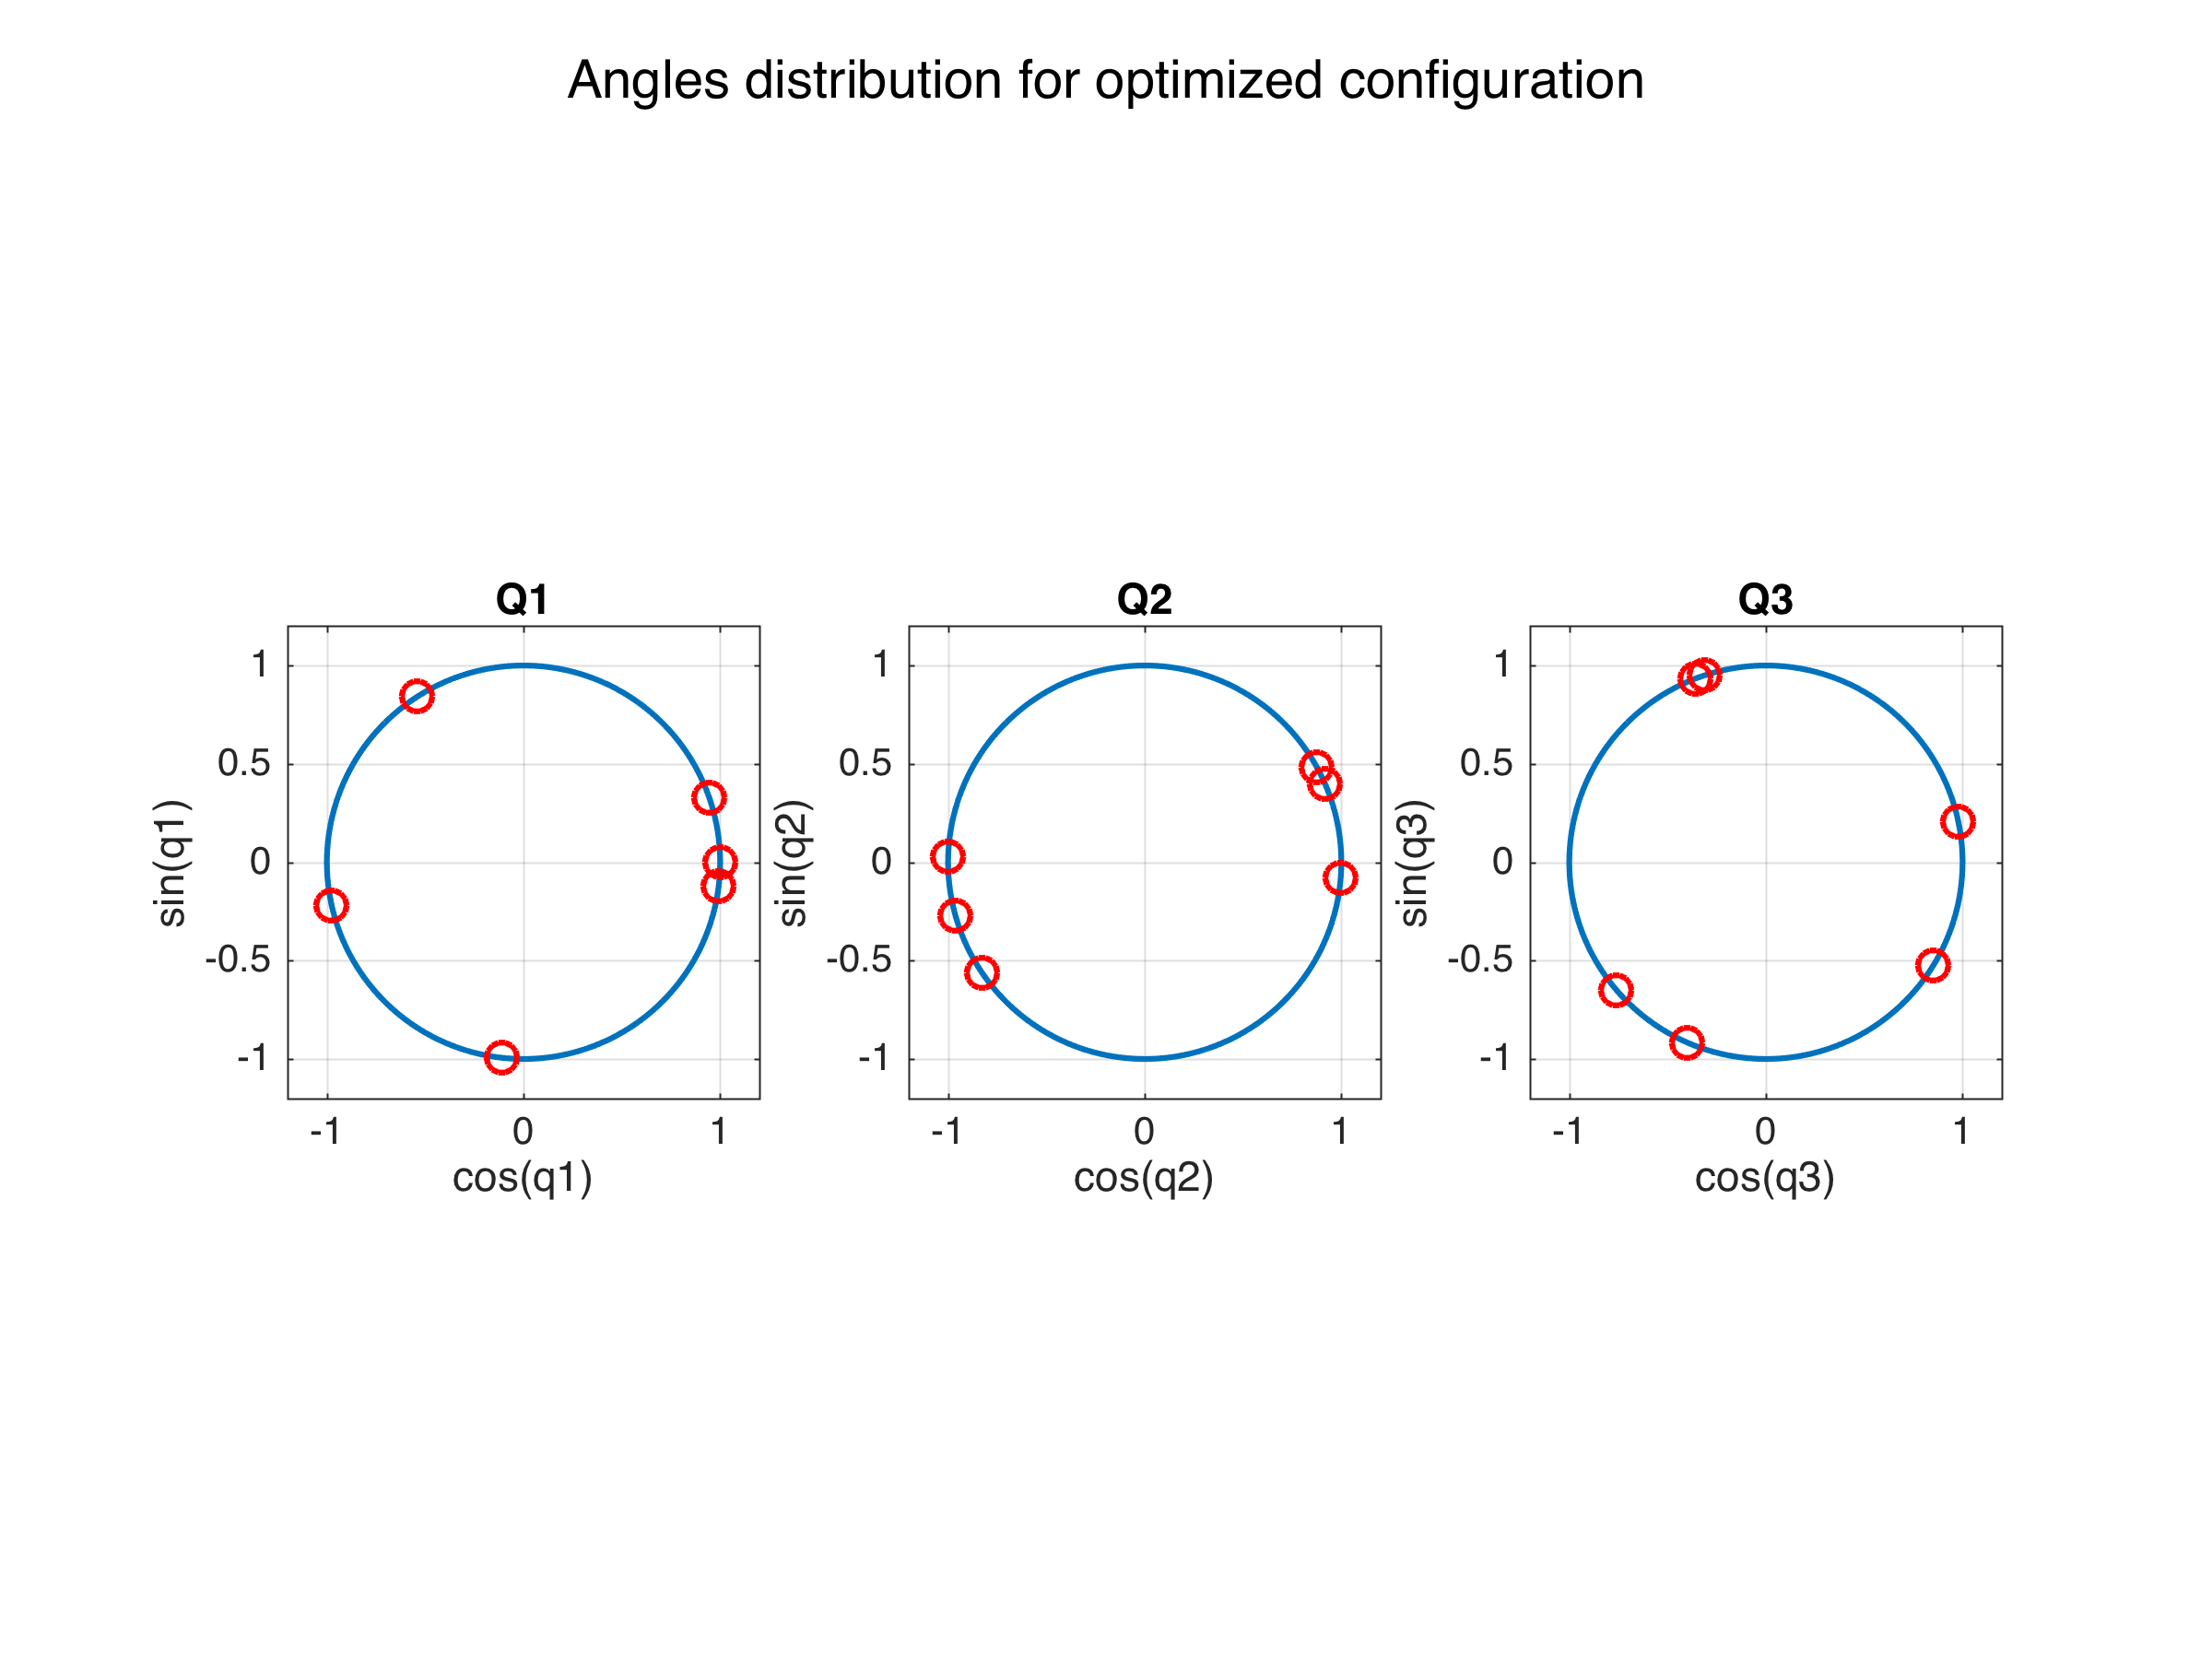 Angles distribution for optimized configuration
Q1
1
0.5
0
-0.5
-1
sin(q1)
-1
0
1
cos(q1)
Q2
1
0.5
0
-0.5
-1
sin(q2)
-1
0
1
cos(q2)
Q3
1
0.5
0
-0.5
-1
sin(q3)
-1
0
1
cos(q3)